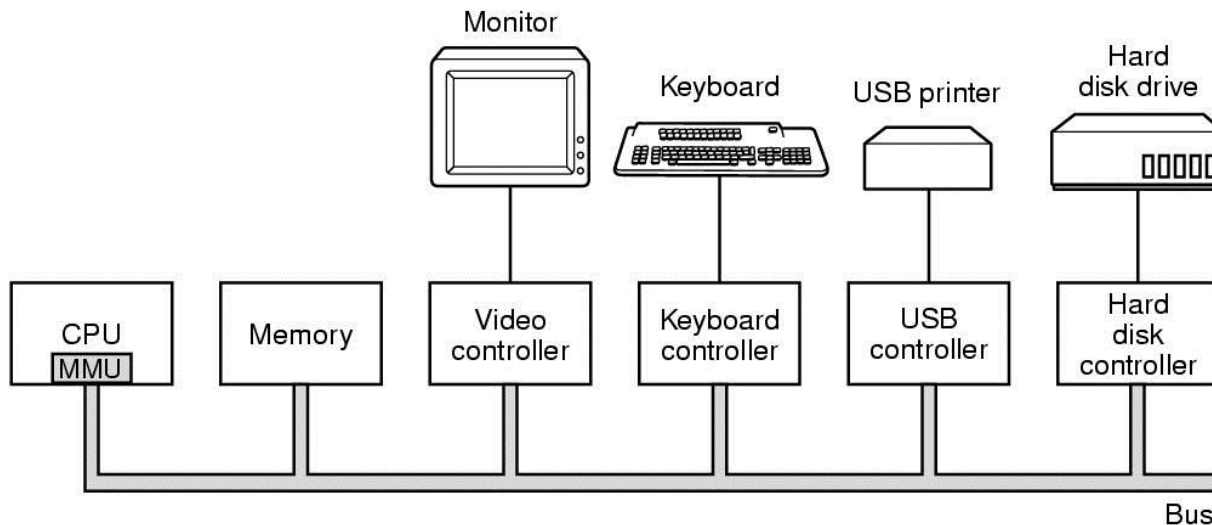 Monitor
Keyboard
USB printer
Hard
disk drive
CPU
MMU
Memory
Video
controller
Keyboard
controller
USB
controller
Hard
disk
controller
Bus